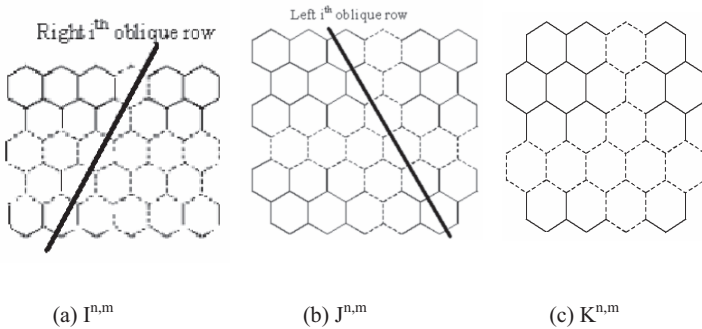 Right iᵗʰ oblique row
Left iᵗʰ oblique row
(a) Iⁿ,ᵐ
(b) Jⁿ,ᵐ
(c) Kⁿ,ᵐ